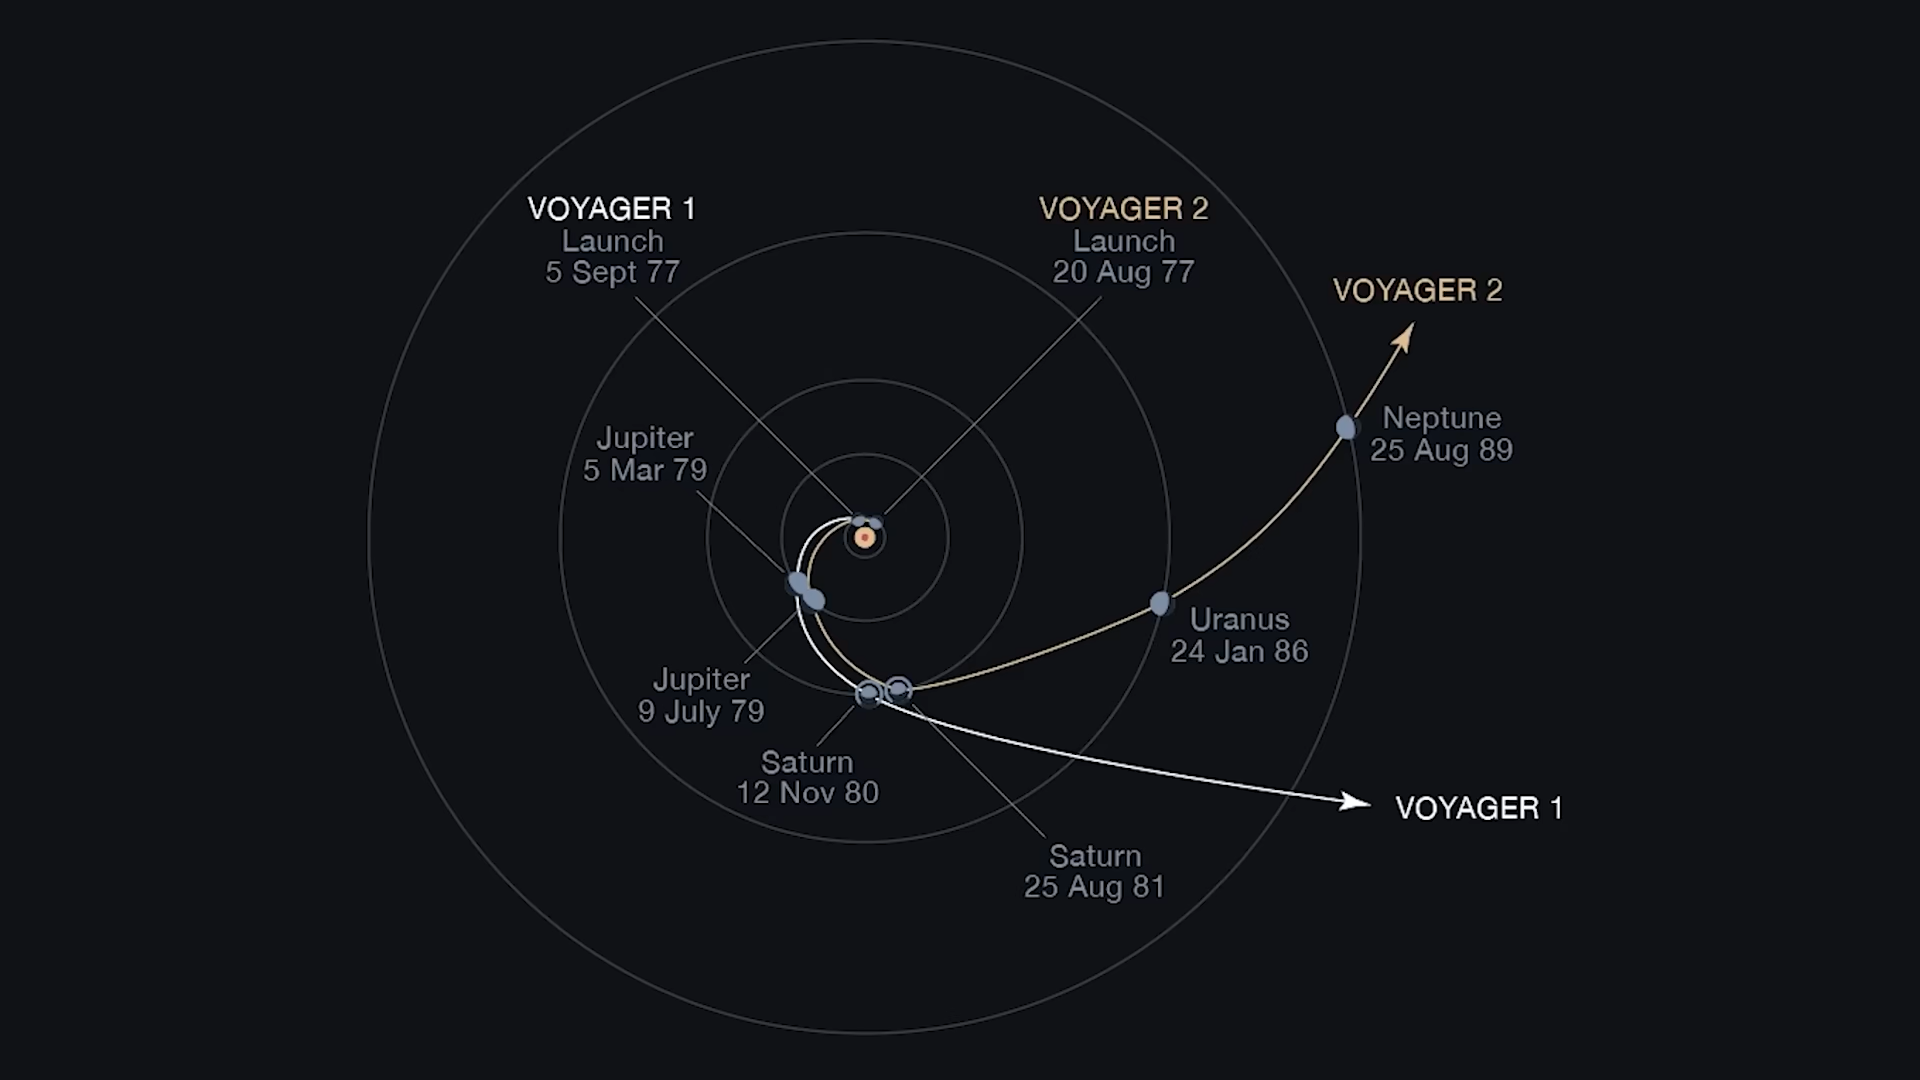 VOYAGER 1
Launch
5 Sept 77
VOYAGER 2
Launch
20 Aug 77
VOYAGER 2
Neptune
25 Aug 89
Jupiter
5 Mar 79
Uranus
24 Jan 86
Jupiter
9 July 79
Saturn
12 Nov 80
VOYAGER 1
Saturn
25 Aug 81